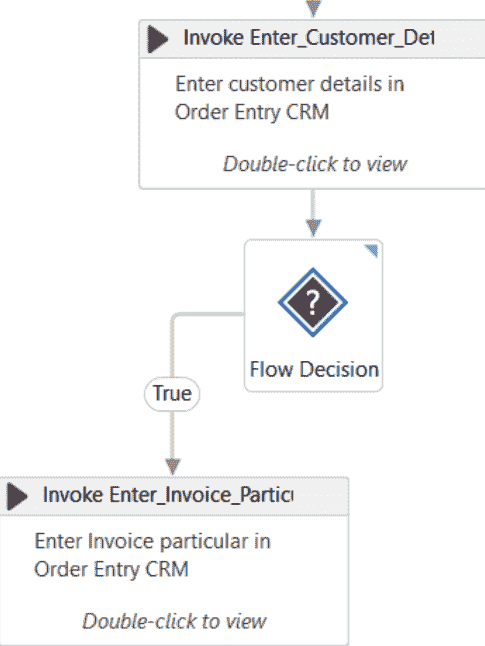 Invoke Enter_Customer_Det
Enter customer details in
Order Entry CRM
Double-click to view
?
Flow Decision
True
Invoke Enter_Invoice_Particu
Enter Invoice particular in
Order Entry CRM
Double-click to view